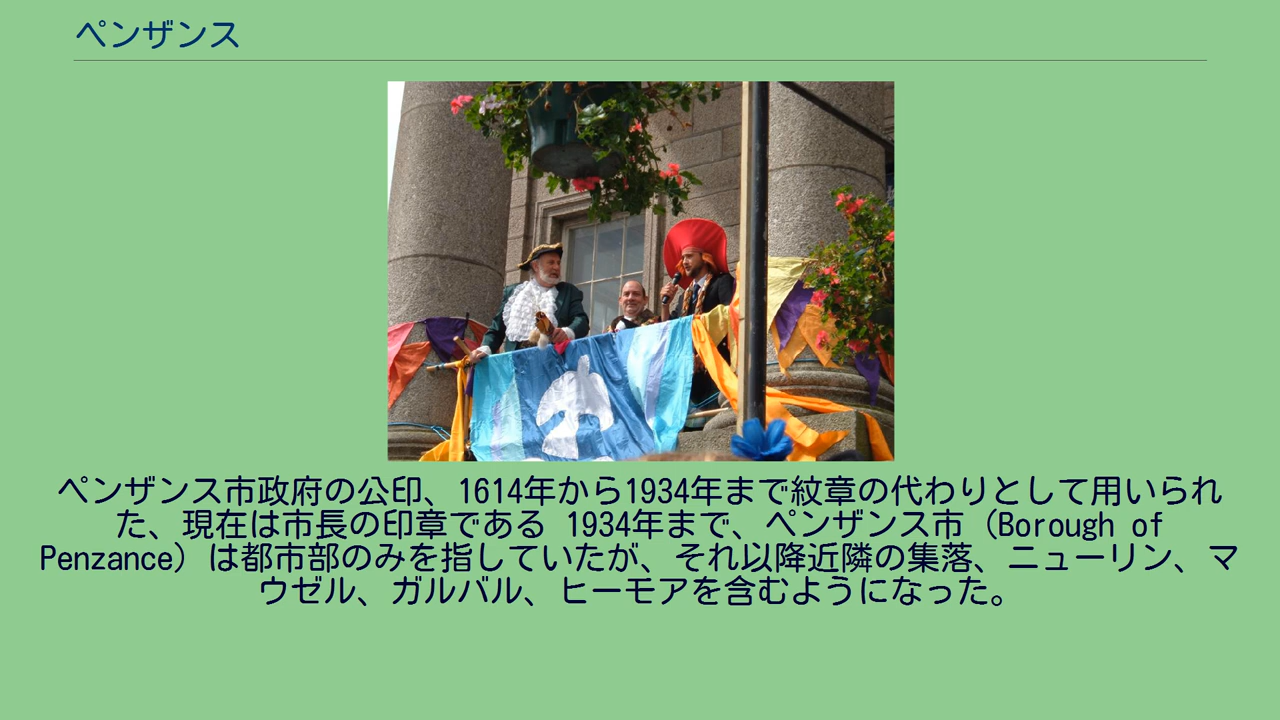 ペンザンス
ペンザンス市政府の公印、1614年から1934年まで紋章の代わりとして用いられ
た、現在は市長の印章である 1934年まで、ペンザンス市（Borough of
Penzance）は都市部のみを指していたが、それ以降近隣の集落、ニューリン、マ
ウゼル、ガルバル、ヒーモアを含むようになった。